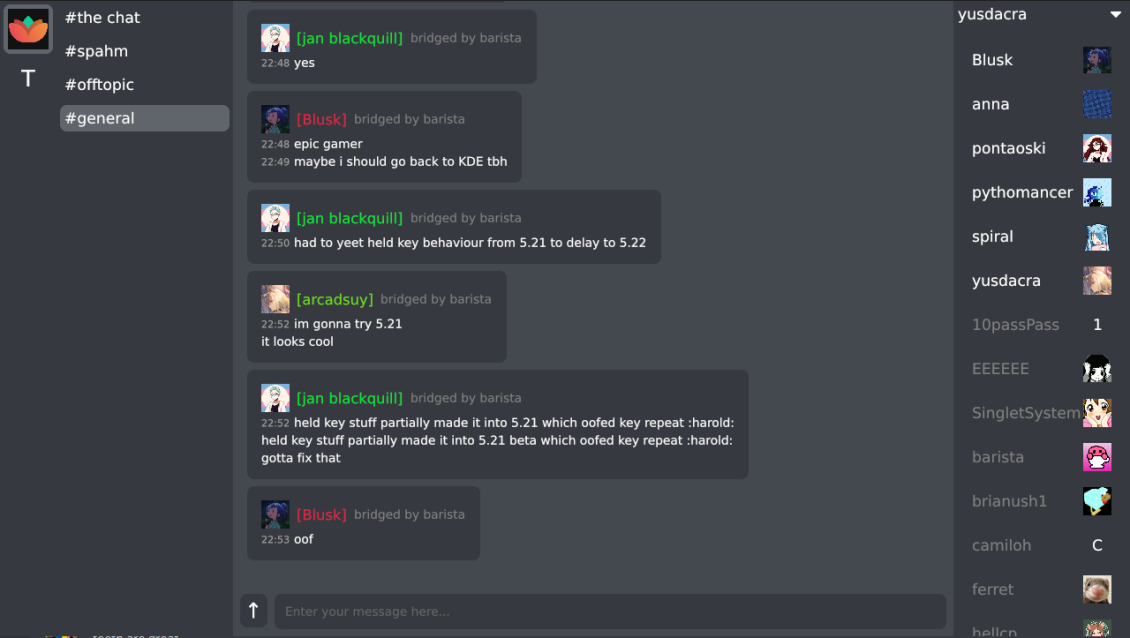 #the chat
#spahm
T
#offtopic
#general
[jan blackquill] bridged by barista
22:48 yes
[Blusk] bridged by barista
22:48 epic gamer
22:49 maybe i should go back to KDE tbh
[jan blackquill] bridged by barista
22:50 had to yeet held key behaviour from 5.21 to delay to 5.22
[arcadsuy] bridged by barista
22:52 im gonna try 5.21
it looks cool
[jan blackquill] bridged by barista
22:52 held key stuff partially made it into 5.21 which oofed key repeat :harold:
held key stuff partially made it into 5.21 beta which oofed key repeat :harold:
gotta fix that
[Blusk] bridged by barista
22:53 oof
↑ Enter your message here...
yusdacra
Blusk
anna
pontaoski
pythomancer
spiral
yusdacra
10passPass 1
EEEEEE
SingletSystem
barista
brianush1
camiloh C
ferret